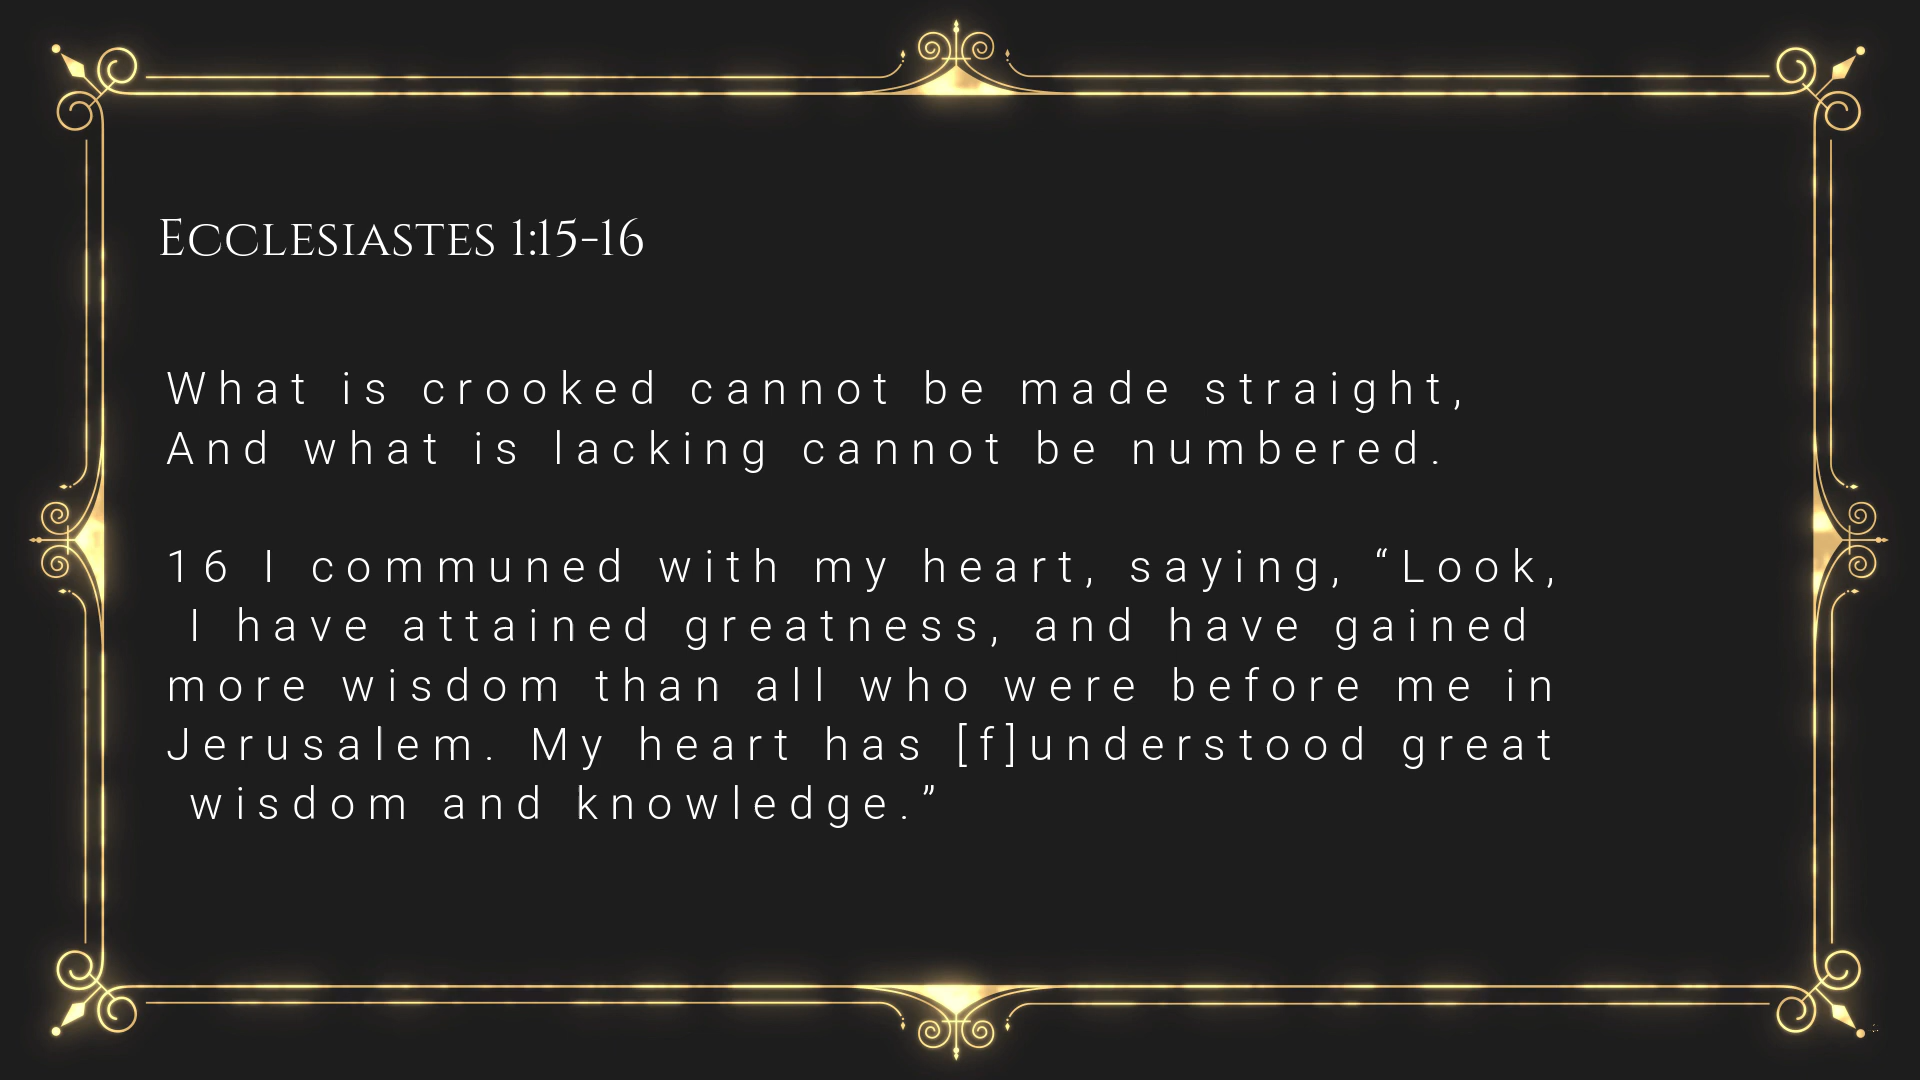 Ecclesiastes 1:15-16
What is crooked cannot be made straight,
And what is lacking cannot be numbered.
16 I communed with my heart, saying, “Look,
I have attained greatness, and have gained
more wisdom than all who were before me in
Jerusalem. My heart has [f]understood great
wisdom and knowledge.”